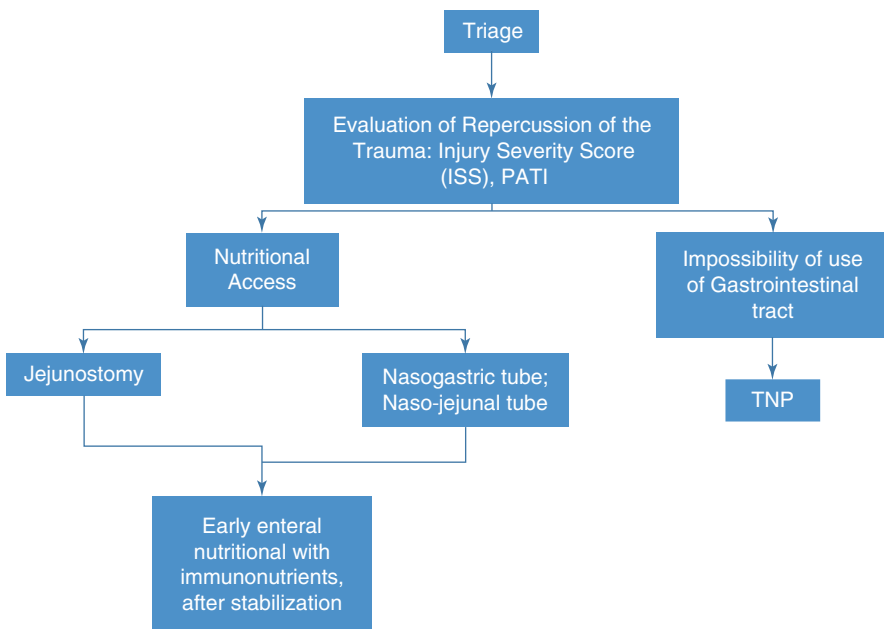 Triage
Evaluation of Repercussion of the
Trauma: Injury Severity Score
(ISS), PATI
Nutritional
Access
Impossibility of use
of Gastrointestinal
tract
Jejunostomy
Nasogastric tube;
Naso-jejunal tube
TNP
Early enteral
nutritional with
immunonutrients,
after stabilization